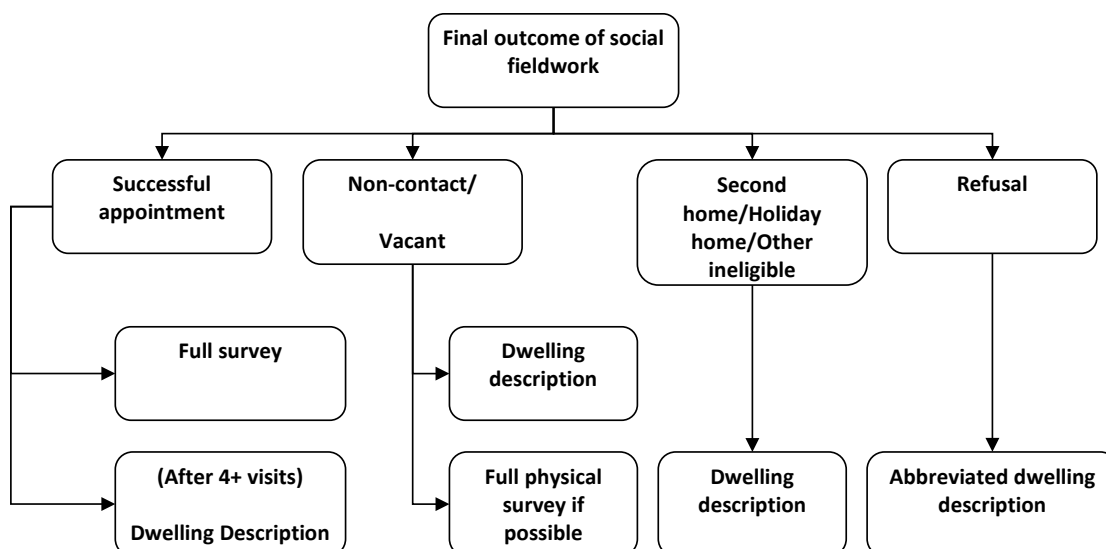 Final outcome of social
fieldwork
Successful
appointment
Non-contact/
Vacant
Second
home/Holiday
home/Other
ineligible
Refusal
Full survey
Dwelling
description
(After 4+ visits)
Dwelling Description
Full physical
survey if
possible
Dwelling
description
Abbreviated dwelling
description